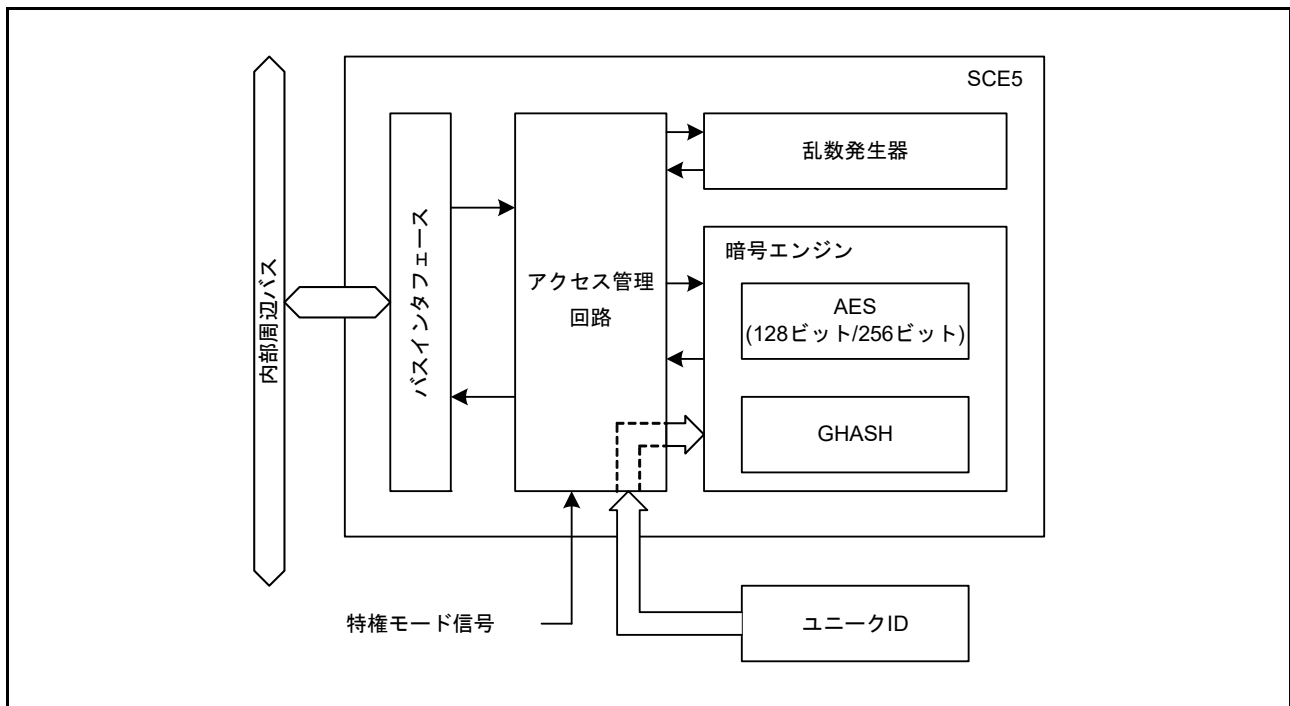 SCE5
内部周辺バス
バスインタフェース
アクセス管理
回路
乱数発生器
暗号エンジン
AES
(128ビット/256ビット)
GHASH
特権モード信号
ユニークID